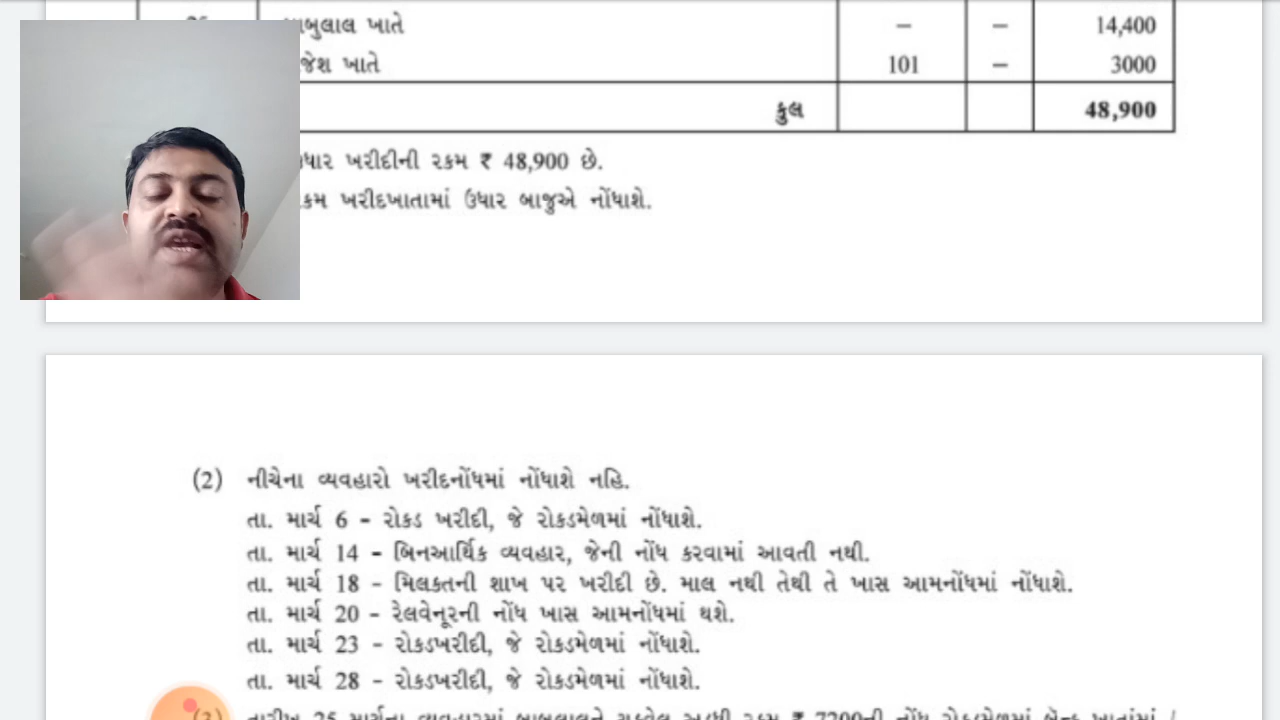 ખાતે – – 14,400
ખાતે 101 – 3000
કુલ 48,900
ખરીદીની રકમ ₹ 48,900 છે.
ખરીદખાતામાં ઉધાર બાજુએ નોંધાશે.
(2) નીચેના વ્યવહારો ખરીદનોંધમાં નોંધાશે નહિ.
તા. માર્ચ 6 – રોકડ ખરીદી, જે રોકડમેળમાં નોંધાશે.
તા. માર્ચ 14 – બિનઆર્થિક વ્યવહાર, જેની નોંધ કરવામાં આવતી નથી.
તા. માર્ચ 18 – મિલકતની શાખ પર ખરીદી છે. માલ નથી તેથી તે ખાસ આમનોંધમાં નોંધાશે.
તા. માર્ચ 20 – રેલવેનૂરની નોંધ ખાસ આમનોંધમાં થશે.
તા. માર્ચ 23 – રોકડખરીદી, જે રોકડમેળમાં નોંધાશે.
તા. માર્ચ 28 – રોકડખરીદી, જે રોકડમેળમાં નોંધાશે.